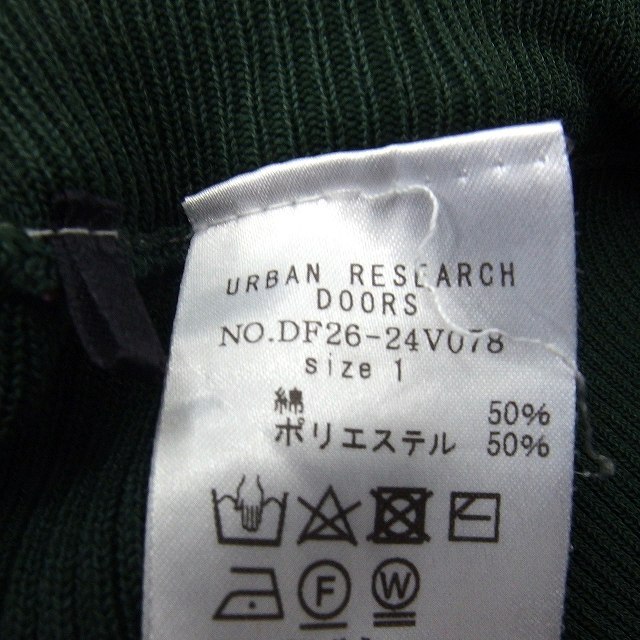 URBAN RESEARCH
DOORS
NO.DF26-24V078
size 1
綿 50%
ポリエステル 50%
F W